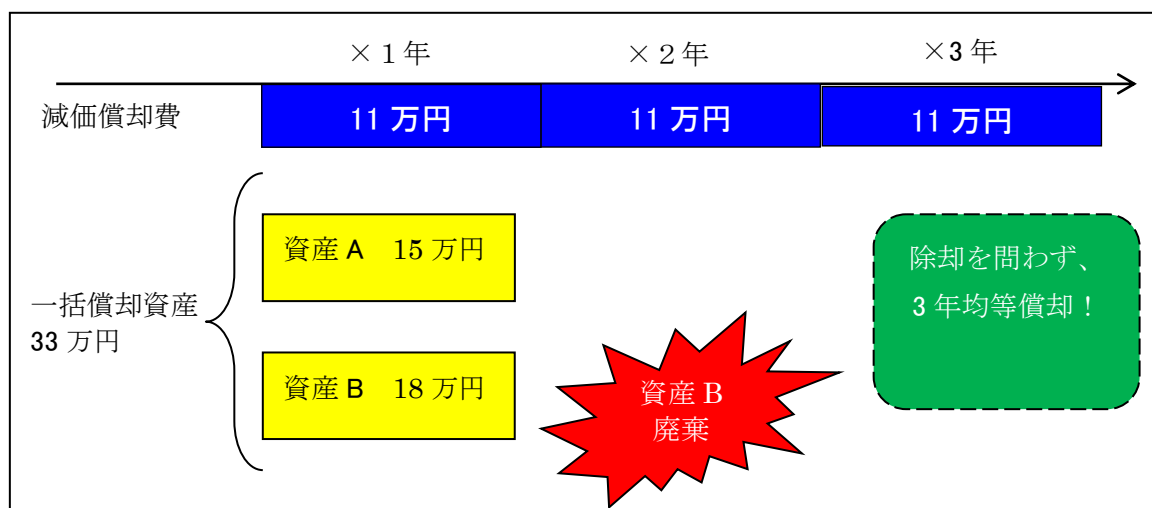 ×１年
×２年
×3 年
減価償却費
11 万円
11 万円
11 万円
資産 A　15 万円
除却を問わず、
3 年均等償却！
一括償却資産
33 万円
資産 B　18 万円
資産 B
廃棄